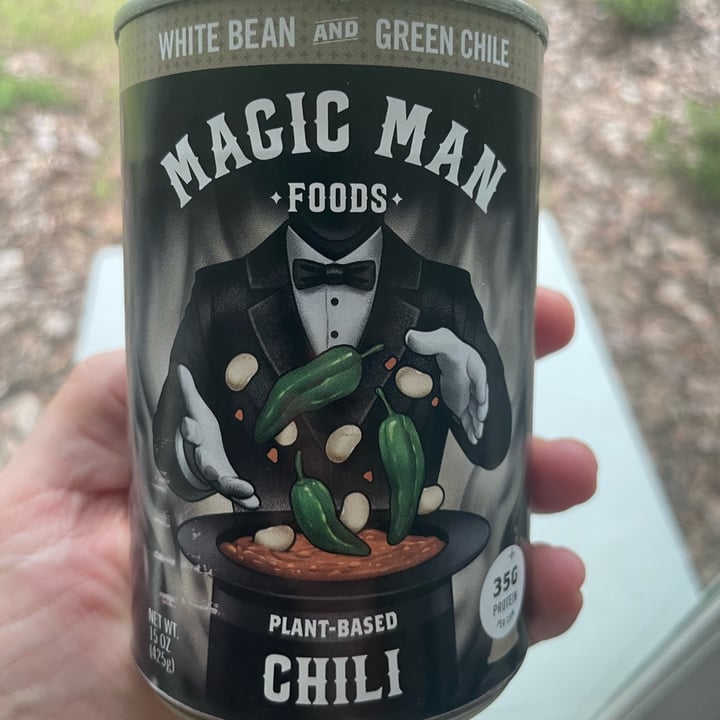 WHITE BEAN AND GREEN CHILE
MAGIC MAN
FOODS
35G
PROTEIN
PER CAN
NET WT.
15 OZ
(425g)
PLANT-BASED
CHILI